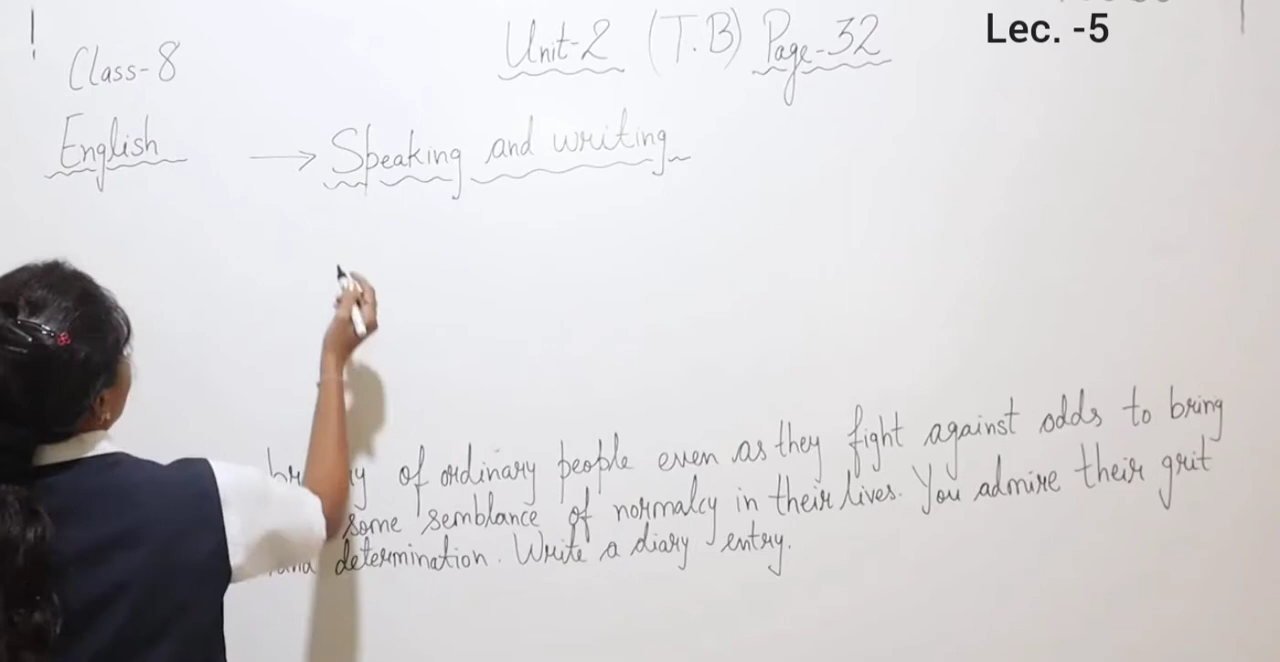 Lec. -5
Unit-2 (T.B) Page-32
Class-8
English
→ Speaking and writing
of ordinary people even as they fight against odds to bring
some semblance of normalcy in their lives. You admire their grit
and determination. Write a diary entry.